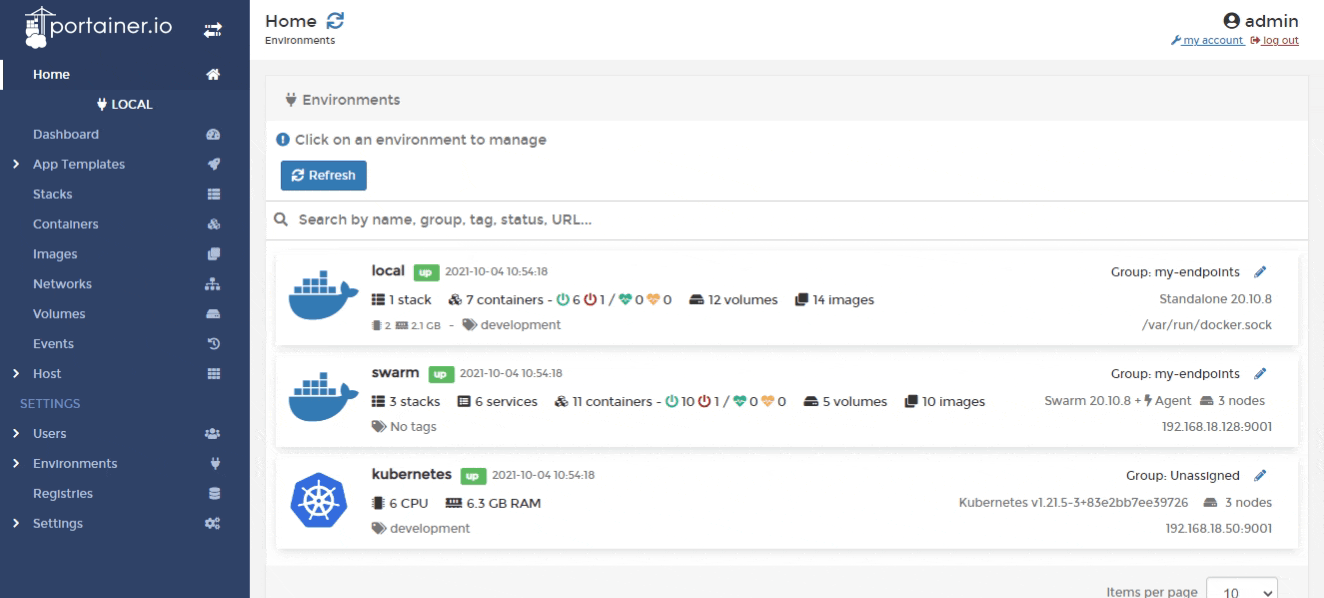 portainer.io
Home
LOCAL
Dashboard
App Templates
Stacks
Containers
Images
Networks
Volumes
Events
Host
SETTINGS
Users
Environments
Registries
Settings
Home
Environments
admin
my account log out
Environments
Click on an environment to manage
Refresh
Search by name, group, tag, status, URL...
local up 2021-10-04 10:54:18 Group: my-endpoints
1 stack 7 containers - 6 1 / 0 0 12 volumes 14 images Standalone 20.10.8
2 2.1 GB - development /var/run/docker.sock
swarm up 2021-10-04 10:54:18 Group: my-endpoints
3 stacks 6 services 11 containers - 10 1 / 0 0 5 volumes 10 images Swarm 20.10.8 + Agent 3 nodes
No tags 192.168.18.128:9001
kubernetes up 2021-10-04 10:54:18 Group: Unassigned
6 CPU 6.3 GB RAM Kubernetes v1.21.5-3+83e2bb7ee39726 3 nodes
development 192.168.18.50:9001
Items per page 10